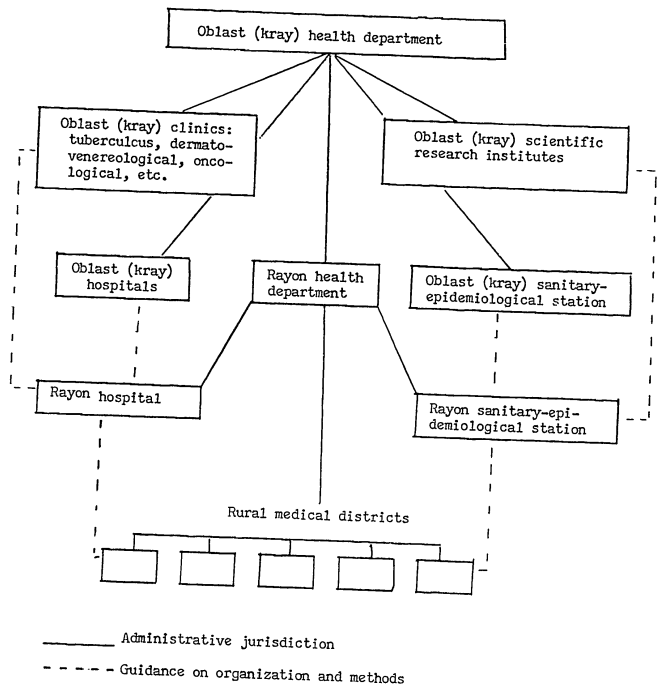 Oblast (kray) health department
Oblast (kray) clinics:
tuberculcus, dermato-
venereological, onco-
logical, etc.
Oblast (kray) scientific
research institutes
Oblast (kray)
hospitals
Rayon health
department
Oblast (kray) sanitary-
epidemiological station
Rayon hospital
Rayon sanitary-epi-
demiological station
Rural medical districts
Administrative jurisdiction
Guidance on organization and methods